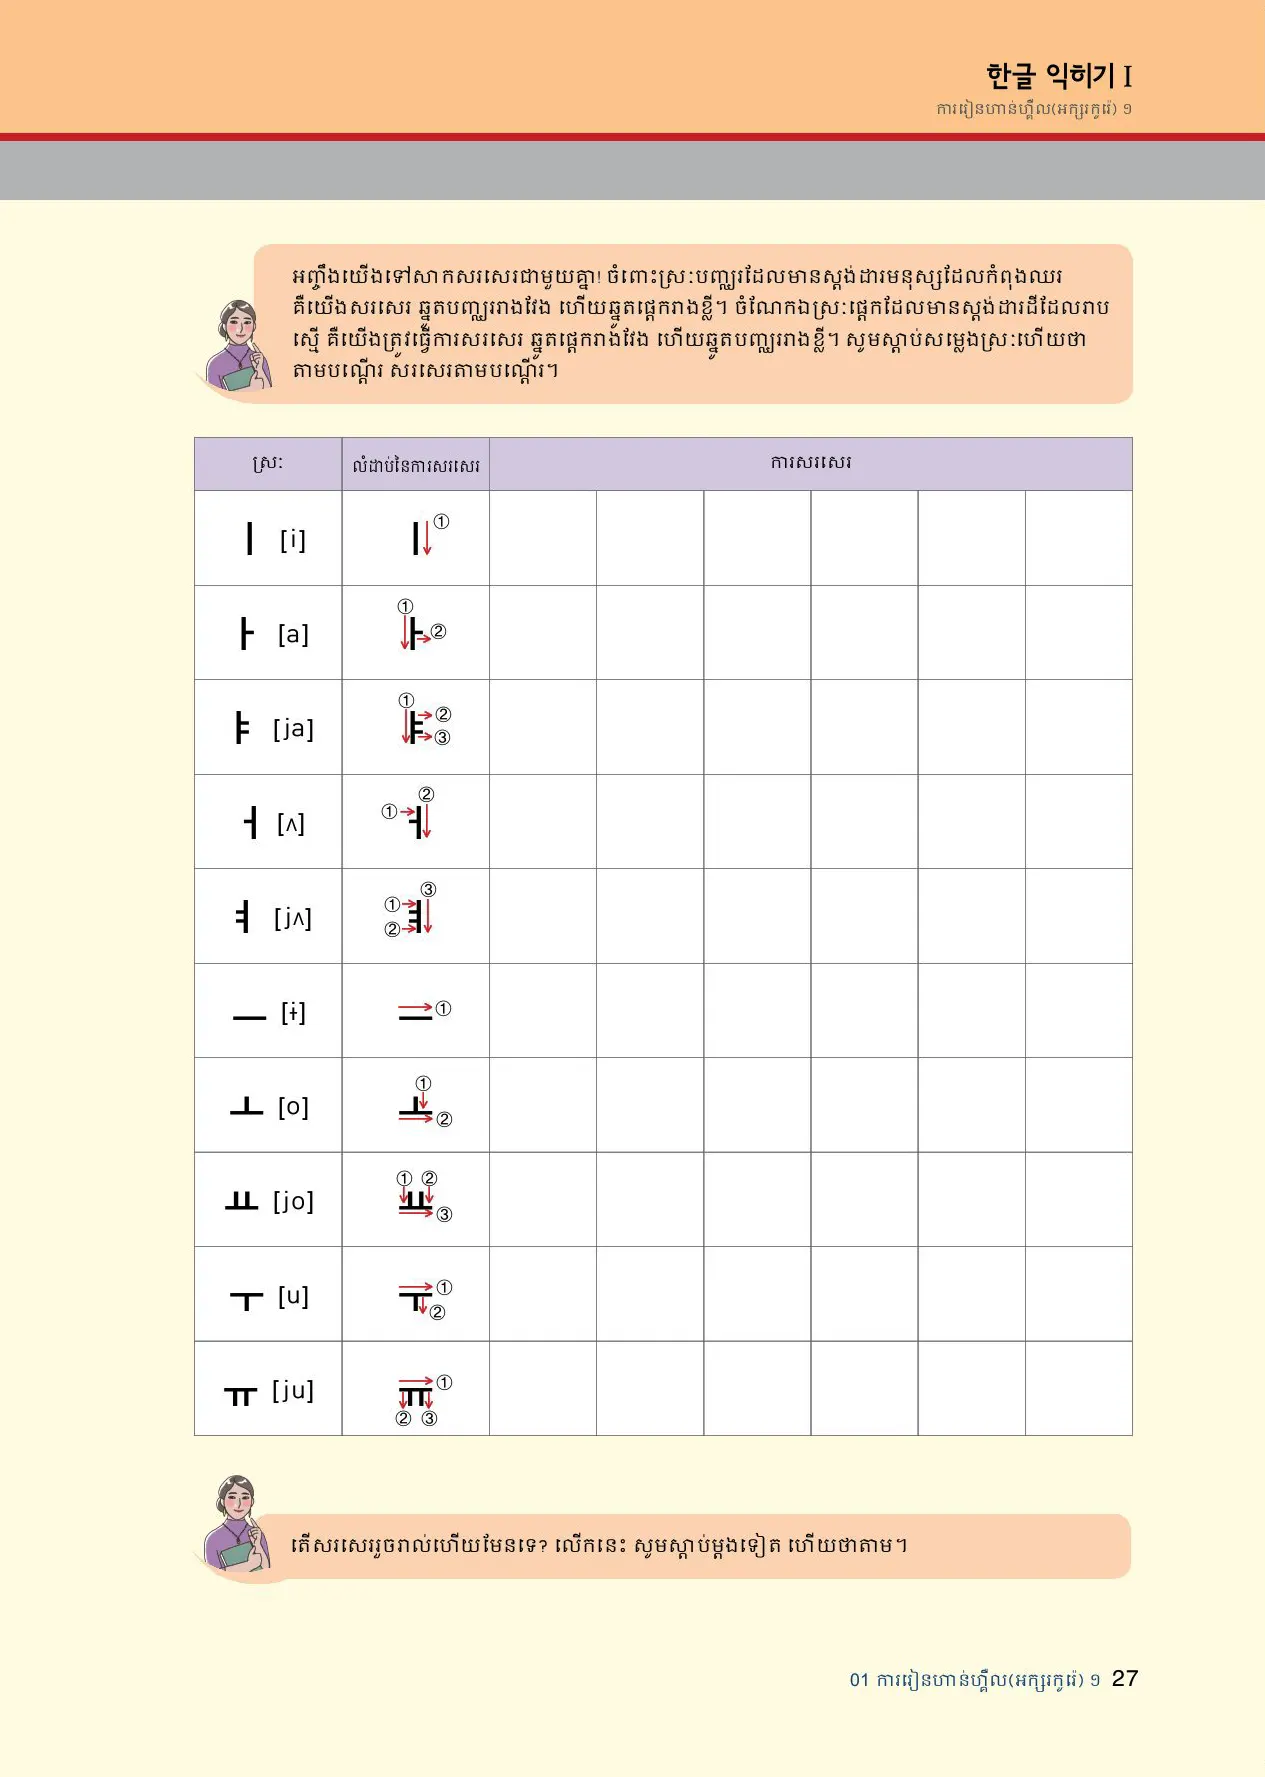 한글 익히기 I
ការរៀនហាន់ហ្គឺល(អក្សរកូរ៉េ) ១
អញ្ចឹងយើងទៅសាកសរសេរជាមួយគ្នា! ចំពោះស្រៈបញ្ឈរដែលមានស្តង់ដារមនុស្សដែលកំពុងឈរ
គឺយើងសរសេរ ឆ្នូតបញ្ឈររាងវែង ហើយឆ្នូតផ្តេករាងខ្លី។ ចំណែកឯស្រៈផ្តេកដែលមានស្តង់ដារដីដែលរាប
ស្មើ គឺយើងត្រូវធ្វើការសរសេរ ឆ្នូតផ្តេករាងវែង ហើយឆ្នូតបញ្ឈររាងខ្លី។ សូមស្តាប់សម្លេងស្រៈហើយថា
តាមបណ្តើរ សរសេរតាមបណ្តើរ។
ស្រៈ លំដាប់នៃការសរសេរ ការសរសេរ
ㅣ [i] ㅣ ①
ㅏ [a] ① ㅏ ②
ㅑ [ja] ① ㅑ ② ③
ㅓ [ʌ] ① ㅓ ②
ㅕ [jʌ] ① ② ㅕ ③
ㅡ [ɨ] ㅡ ①
ㅗ [o] ① ㅗ ②
ㅛ [jo] ① ② ㅛ ③
ㅜ [u] ㅜ ① ②
ㅠ [ju] ㅠ ① ② ③
តើសរសេររួចរាល់ហើយមែនទេ? លើកនេះ សូមស្តាប់ម្តងទៀត ហើយថាតាម។
01 ការរៀនហាន់ហ្គឺល(អក្សរកូរ៉េ) ១ 27